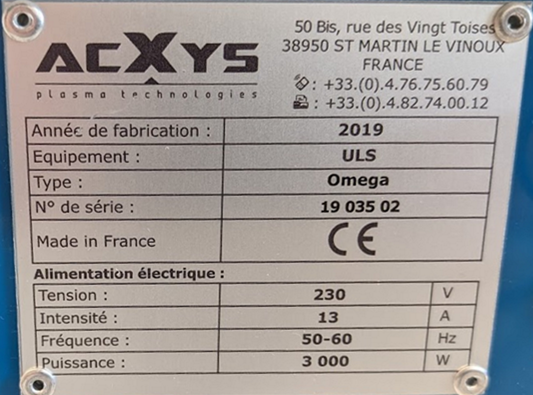 acXys
plasma technologies
50 Bis, rue des Vingt Toises
38950 ST MARTIN LE VINOUX
FRANCE
: +33.(0).4.76.75.60.79
: +33.(0).4.82.74.00.12
Année de fabrication : 2019
Equipement : ULS
Type : Omega
N° de série : 19 035 02
Made in France CE
Alimentation électrique :
Tension : 230 V
Intensité : 13 A
Fréquence : 50-60 Hz
Puissance : 3 000 W